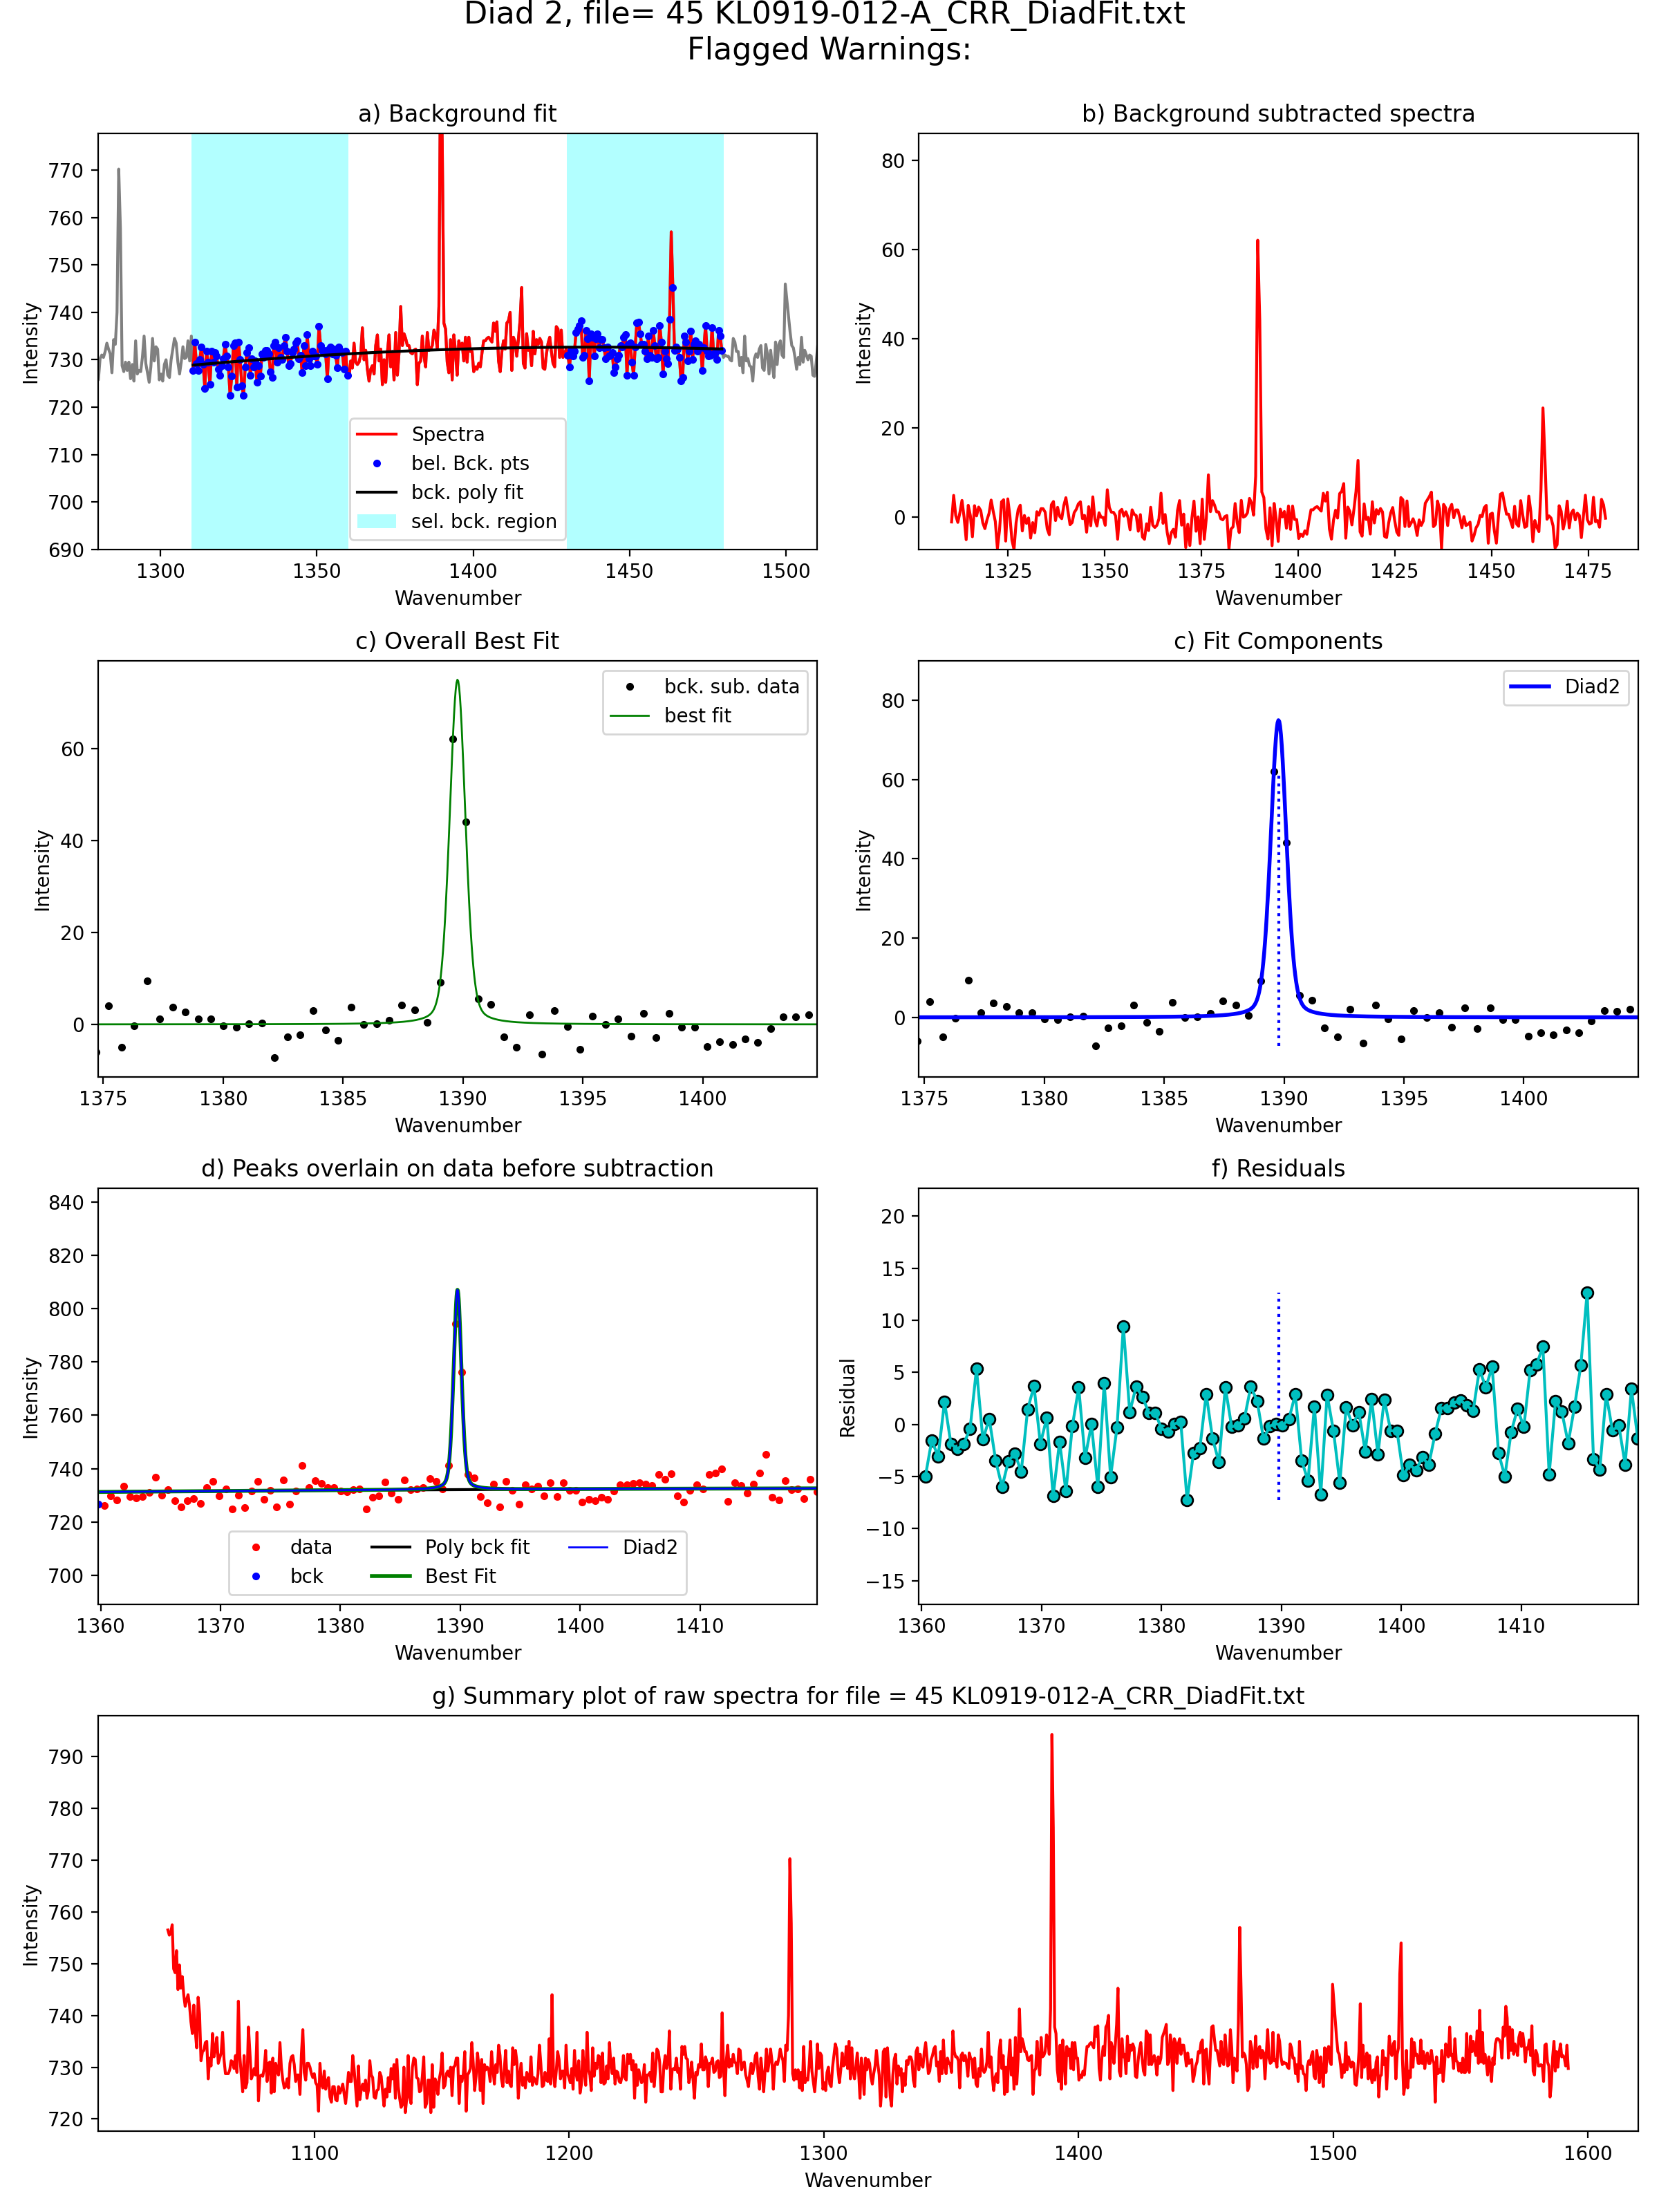 Diad 2, file= 45 KL0919-012-A_CRR_DiadFit.txt
Flagged Warnings:
a) Background fit
Intensity
770
760
750
740
730
720
710
700
690
Spectra
bel. Bck. pts
bck. poly fit
sel. bck. region
1300 1350 1400 1450 1500
Wavenumber
b) Background subtracted spectra
Intensity
80
60
40
20
0
1325 1350 1375 1400 1425 1450 1475
Wavenumber
c) Overall Best Fit
Intensity
60
40
20
0
bck. sub. data
best fit
1375 1380 1385 1390 1395 1400
Wavenumber
c) Fit Components
Intensity
80
60
40
20
0
Diad2
1375 1380 1385 1390 1395 1400
Wavenumber
d) Peaks overlain on data before subtraction
Intensity
840
820
800
780
760
740
720
700
data Poly bck fit Diad2
bck Best Fit
1360 1370 1380 1390 1400 1410
Wavenumber
f) Residuals
Residual
20
15
10
5
0
−5
−10
−15
1360 1370 1380 1390 1400 1410
Wavenumber
g) Summary plot of raw spectra for file = 45 KL0919-012-A_CRR_DiadFit.txt
Intensity
790
780
770
760
750
740
730
720
1100 1200 1300 1400 1500 1600
Wavenumber